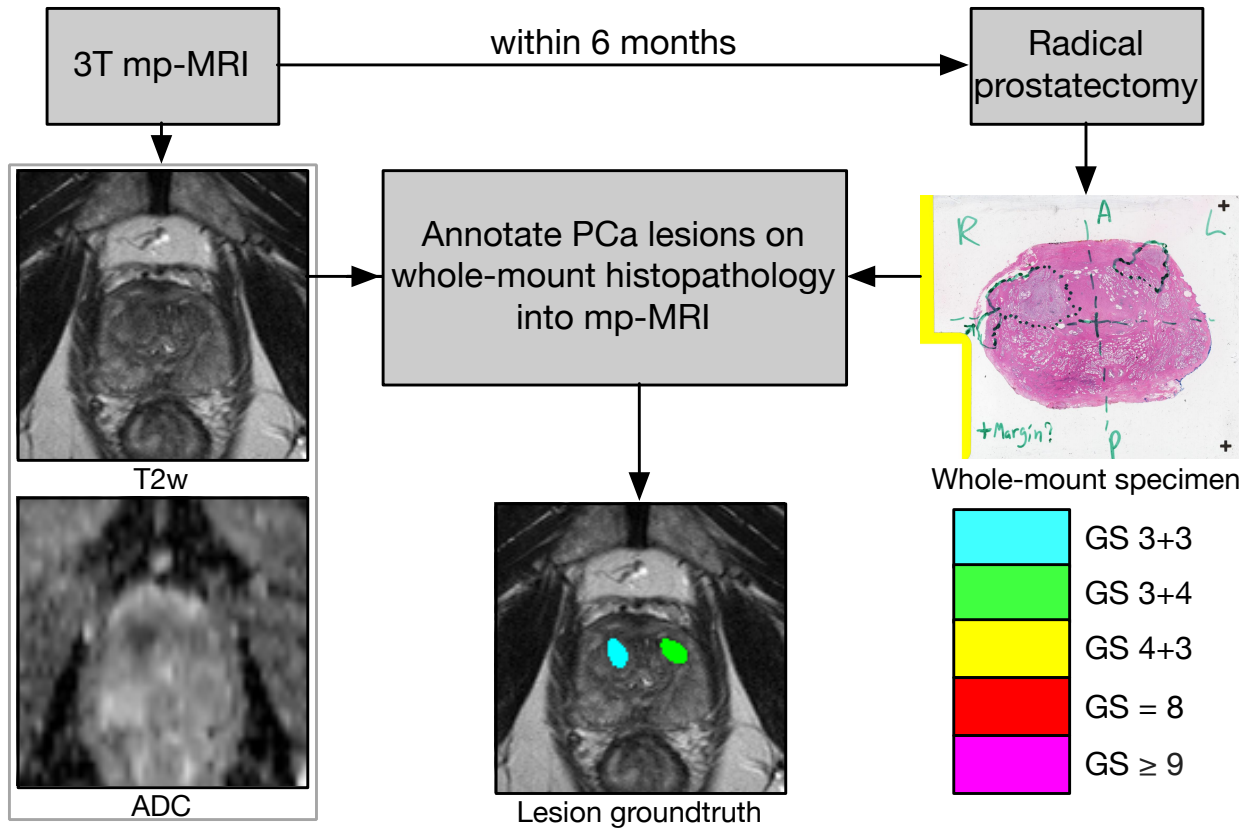 3T mp-MRI
within 6 months
Radical
prostatectomy
Annotate PCa lesions on
whole-mount histopathology
into mp-MRI
R
A
L
+Margin?
P
T2w
Whole-mount specimen
ADC
Lesion groundtruth
GS 3+3
GS 3+4
GS 4+3
GS = 8
GS ≥ 9